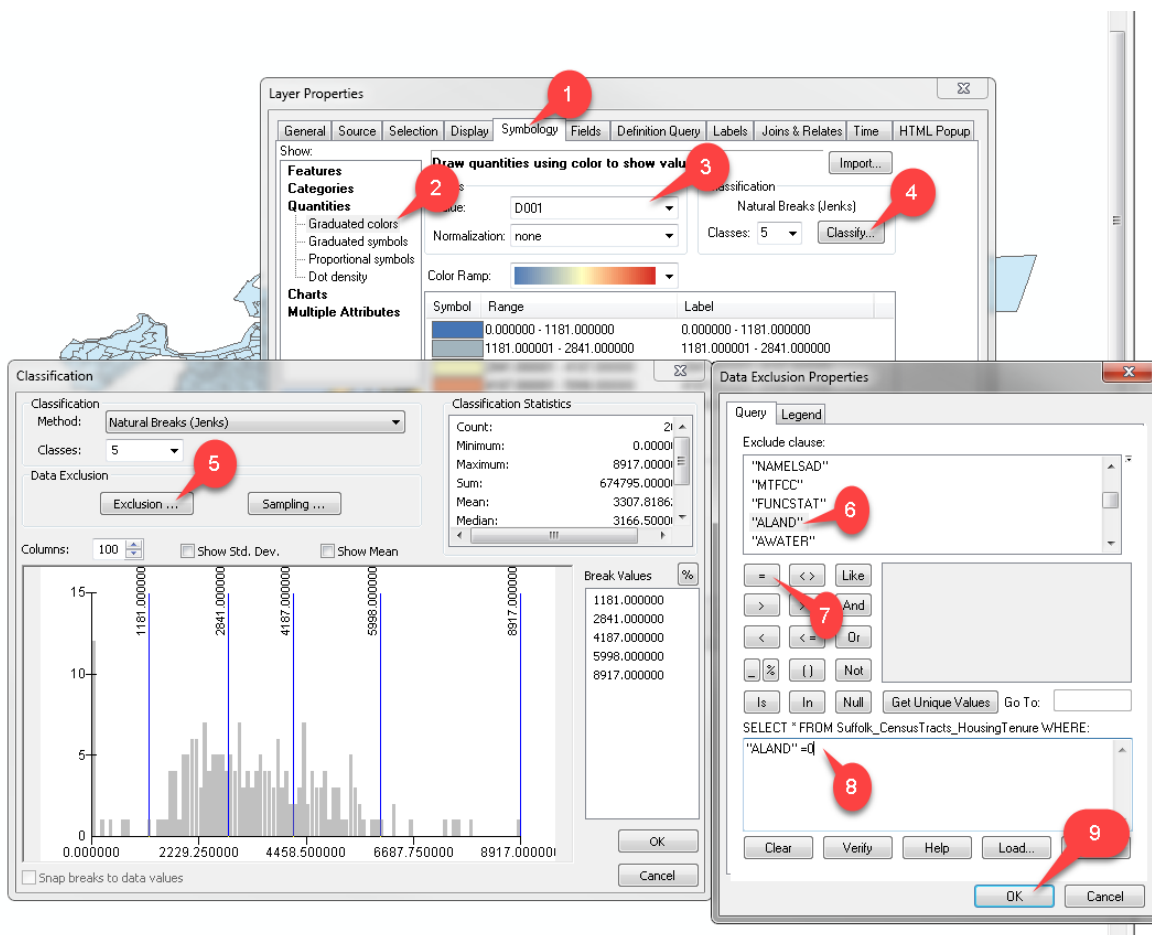 1
Layer Properties
General Source Selection Display Symbology Fields Definition Query Labels Joins & Relates Time HTML Popup
Show:
Features
Categories
Quantities
Graduated colors
Graduated symbols
Proportional symbols
Dot density
Charts
Multiple Attributes
2
Draw quantities using color to show
Import...
3
D001
Normalization: none
4
Natural Breaks (Jenks)
Classes: 5 Classify...
Color Ramp:
Symbol Range Label
0.000000 - 1181.000000 0.000000 - 1181.000000
1181.000001 - 2841.000000 1181.000001 - 2841.000000
Classification
Classification
Method: Natural Breaks (Jenks)
Classes: 5
5
Data Exclusion
Exclusion ... Sampling ...
Classification Statistics
Count:
Minimum: 0.0000
Maximum: 8917.0000
Sum: 674795.0000
Mean: 3307.8186
Median: 3166.5000
Columns: 100 Show Std. Dev. Show Mean
15
10
5
0
1181.000000
2841.000000
4187.000000
5998.000000
8917.000000
0.000000 2229.250000 4458.500000 6687.750000 8917.000000
Snap breaks to data values
Break Values %
1181.000000
2841.000000
4187.000000
5998.000000
8917.000000
OK
Cancel
Data Exclusion Properties
Query Legend
Exclude clause:
"NAMELSAD"
"MTFCC"
"FUNCSTAT"
"ALAND"
"AWATER"
6
= < > Like
7
> And
< < = Or
_ % () Not
Is In Null Get Unique Values Go To:
SELECT * FROM Suffolk_CensusTracts_HousingTenure WHERE:
"ALAND" =0
8
Clear Verify Help Load...
9
OK Cancel